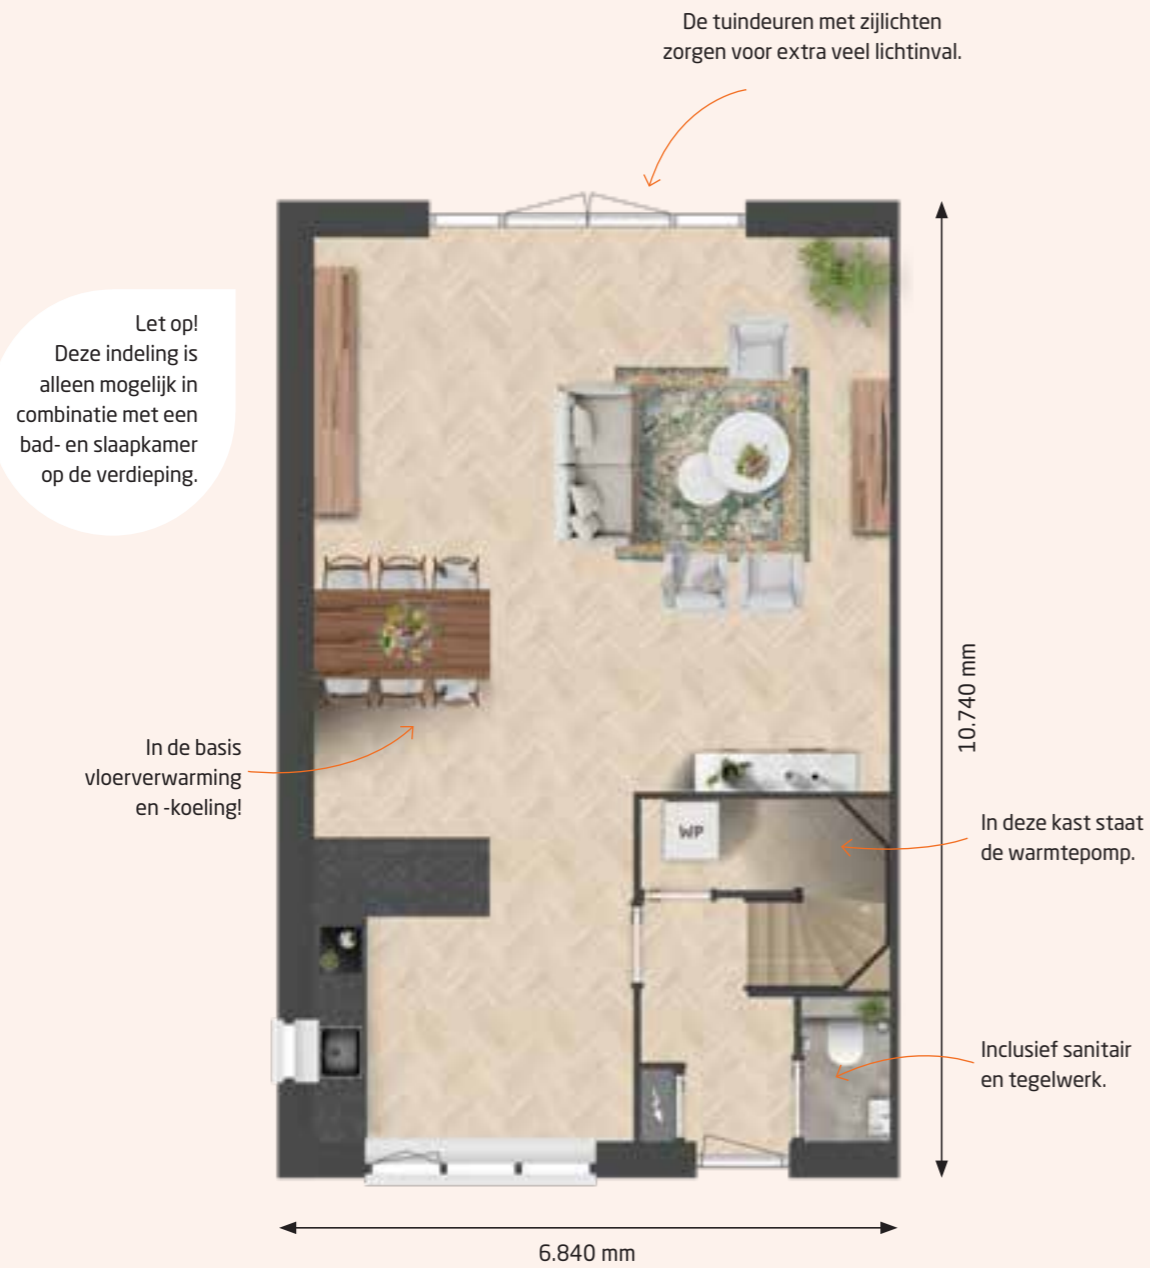 De tuindeuren met zijlichten
zorgen voor extra veel lichtinval.
Let op!
Deze indeling is
alleen mogelijk in
combinatie met een
bad- en slaapkamer
op de verdieping.
10.740 mm
In de basis
vloerverwarming
en -koeling!
WP
In deze kast staat
de warmtepomp.
Inclusief sanitair
en tegelwerk.
6.840 mm